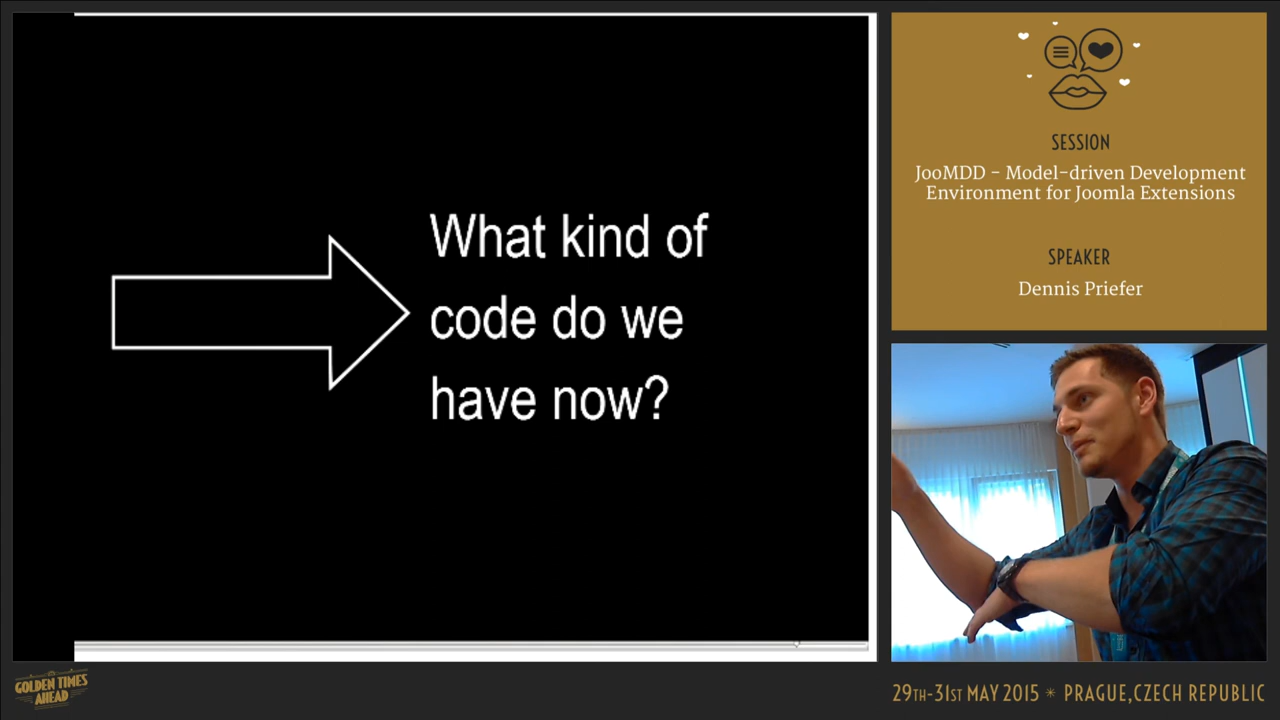 What kind of
code do we
have now?
SESSION
JooMDD - Model-driven Development
Environment for Joomla Extensions
SPEAKER
Dennis Priefer
GOLDEN TIMES
AHEAD
29TH-31ST MAY 2015 * PRAGUE, CZECH REPUBLIC